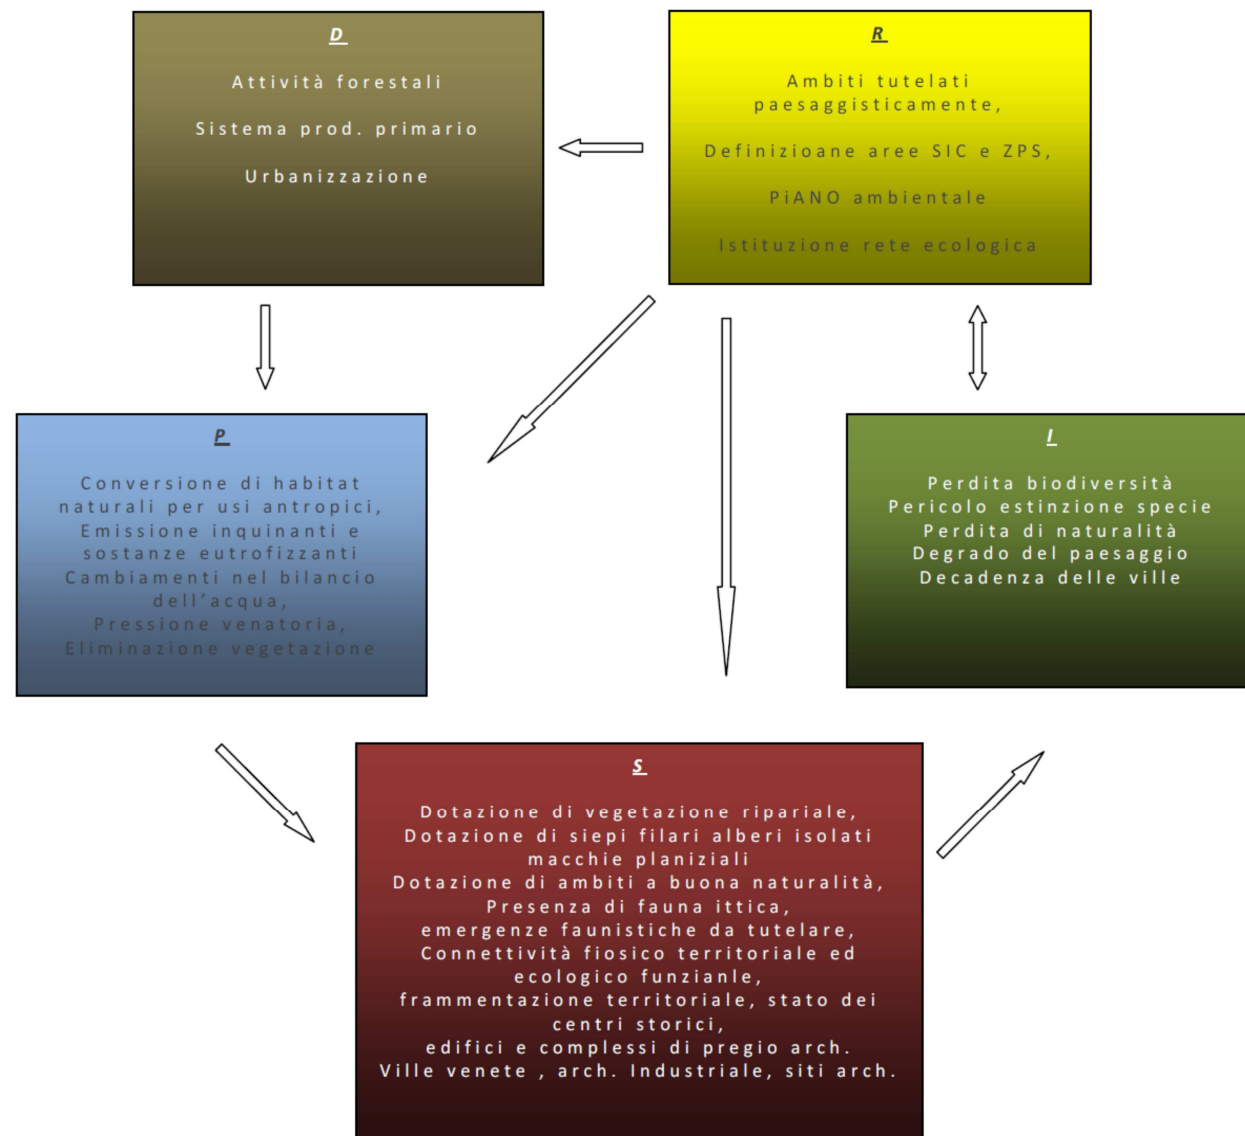 D
Attività forestali
Sistema prod. primario
Urbanizzazione
R
Ambiti tutelati
paesaggisticamente,
Definizioane aree SIC e ZPS,
PiANO ambientale
Istituzione rete ecologica
P
Conversione di habitat
naturali per usi antropici,
Emissione inquinanti e
sostanze eutrofizzanti
Cambiamenti nel bilancio
dell’acqua,
Pressione venatoria,
Eliminazione vegetazione
I
Perdita biodiversità
Pericolo estinzione specie
Perdita di naturalità
Degrado del paesaggio
Decadenza delle ville
S
Dotazione di vegetazione ripariale,
Dotazione di siepi filari alberi isolati
macchie planiziali
Dotazione di ambiti a buona naturalità,
Presenza di fauna ittica,
emergenze faunistiche da tutelare,
Connettività fiosico territoriale ed
ecologico funzianle,
frammentazione territoriale, stato dei
centri storici,
edifici e complessi di pregio arch.
Ville venete , arch. Industriale, siti arch.